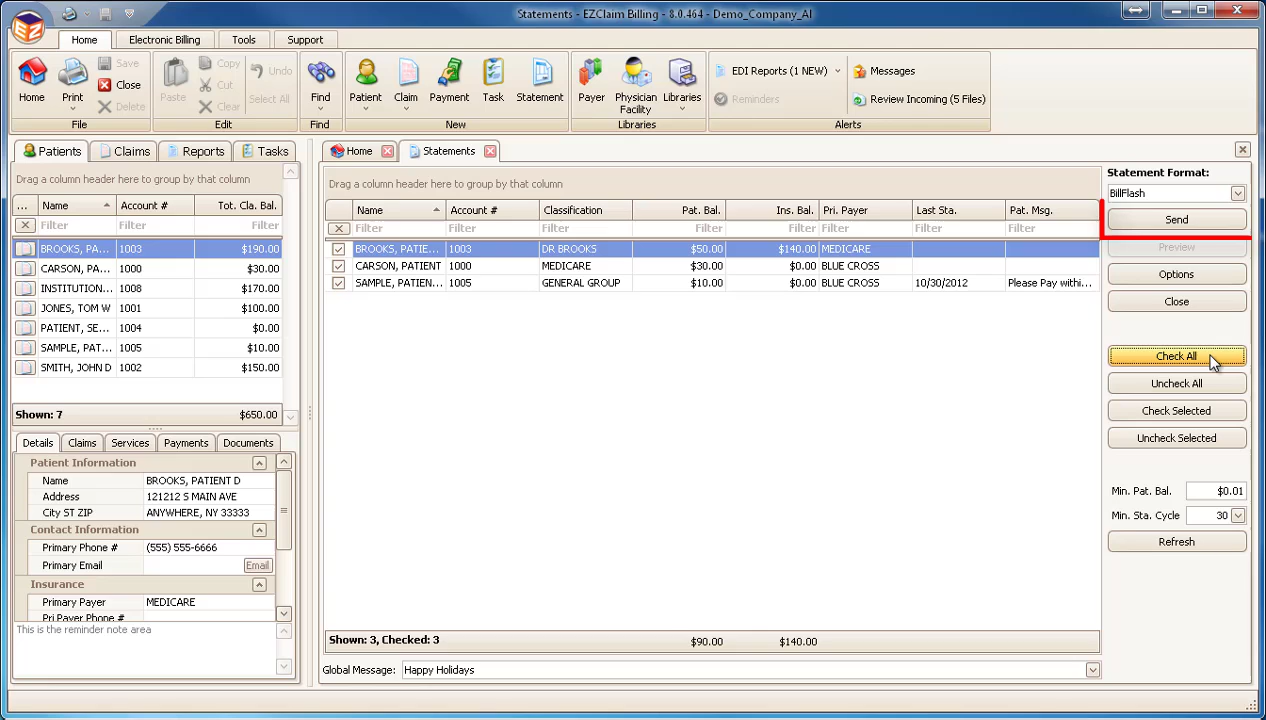 Statements - EZClaim Billing - 8.0.464 - Demo_Company_AI
EZ
Home Electronic Billing Tools Support
Home Print Save Close Delete
File
Paste Copy Cut Clear Undo Select All
Edit
Find
Find
Patient Claim Payment Task Statement
New
Payer Physician Facility Libraries
Libraries
EDI Reports (1 NEW) Messages
Reminders Review Incoming (5 Files)
Alerts
Patients Claims Reports Tasks
Drag a column header here to group by that column
... Name Account # Tot. Cla. Bal.
Filter Filter Filter
BROOKS, PA... 1003 $190.00
CARSON, PA... 1000 $30.00
INSTITUTION... 1008 $170.00
JONES, TOM W 1001 $100.00
PATIENT, SE... 1004 $0.00
SAMPLE, PAT... 1005 $10.00
SMITH, JOHN D 1002 $150.00
Shown: 7 $650.00
Details Claims Services Payments Documents
Patient Information
Name BROOKS, PATIENT D
Address 121212 S MAIN AVE
City ST ZIP ANYWHERE, NY 33333
Contact Information
Primary Phone # (555) 555-6666
Primary Email Email
Insurance
Primary Payer MEDICARE
Pri Payer Phone #
This is the reminder note area
Home Statements
Drag a column header here to group by that column
Name Account # Classification Pat. Bal. Ins. Bal. Pri. Payer Last Sta. Pat. Msg.
Filter Filter Filter Filter Filter Filter Filter Filter
BROOKS, PATIE... 1003 DR BROOKS $50.00 $140.00 MEDICARE
CARSON, PATIENT 1000 MEDICARE $30.00 $0.00 BLUE CROSS
SAMPLE, PATIEN... 1005 GENERAL GROUP $10.00 $0.00 BLUE CROSS 10/30/2012 Please Pay withi...
Shown: 3, Checked: 3 $90.00 $140.00
Global Message: Happy Holidays
Statement Format:
BillFlash
Send
Preview
Options
Close
Check All
Uncheck All
Check Selected
Uncheck Selected
Min. Pat. Bal. $0.01
Min. Sta. Cycle 30
Refresh